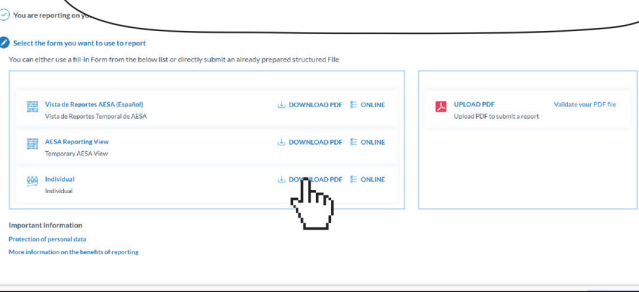 You are reporting on
Select the form you want to use to report
You can either use a fill-in Form from the below list or directly submit an already prepared structured File
Vista de Reportes AESA (Español) DOWNLOAD PDF ONLINE
Vista de Reportes Temporal de AESA
AESA Reporting View DOWNLOAD PDF ONLINE
Temporary AESA View
Individual DOWNLOAD PDF ONLINE
Individual
UPLOAD PDF Validate your PDF file
Upload PDF to submit a report
Important information
Protection of personal data
More information on the benefits of reporting